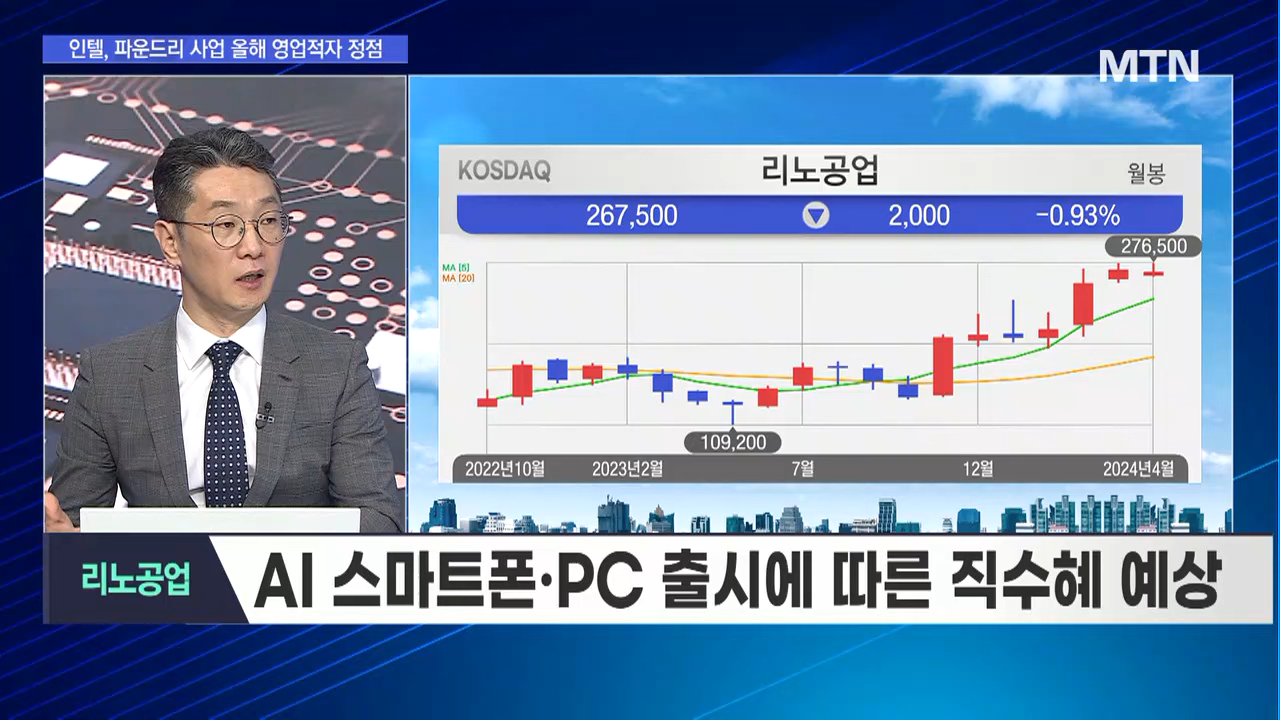 인텔, 파운드리 사업 올해 영업적자 정점
MTN
KOSDAQ 리노공업 월봉
267,500 2,000 -0.93%
276,500
MA [5]
MA [20]
109,200
2022년10월 2023년2월 7월 12월 2024년4월
리노공업 AI 스마트폰·PC 출시에 따른 직수혜 예상